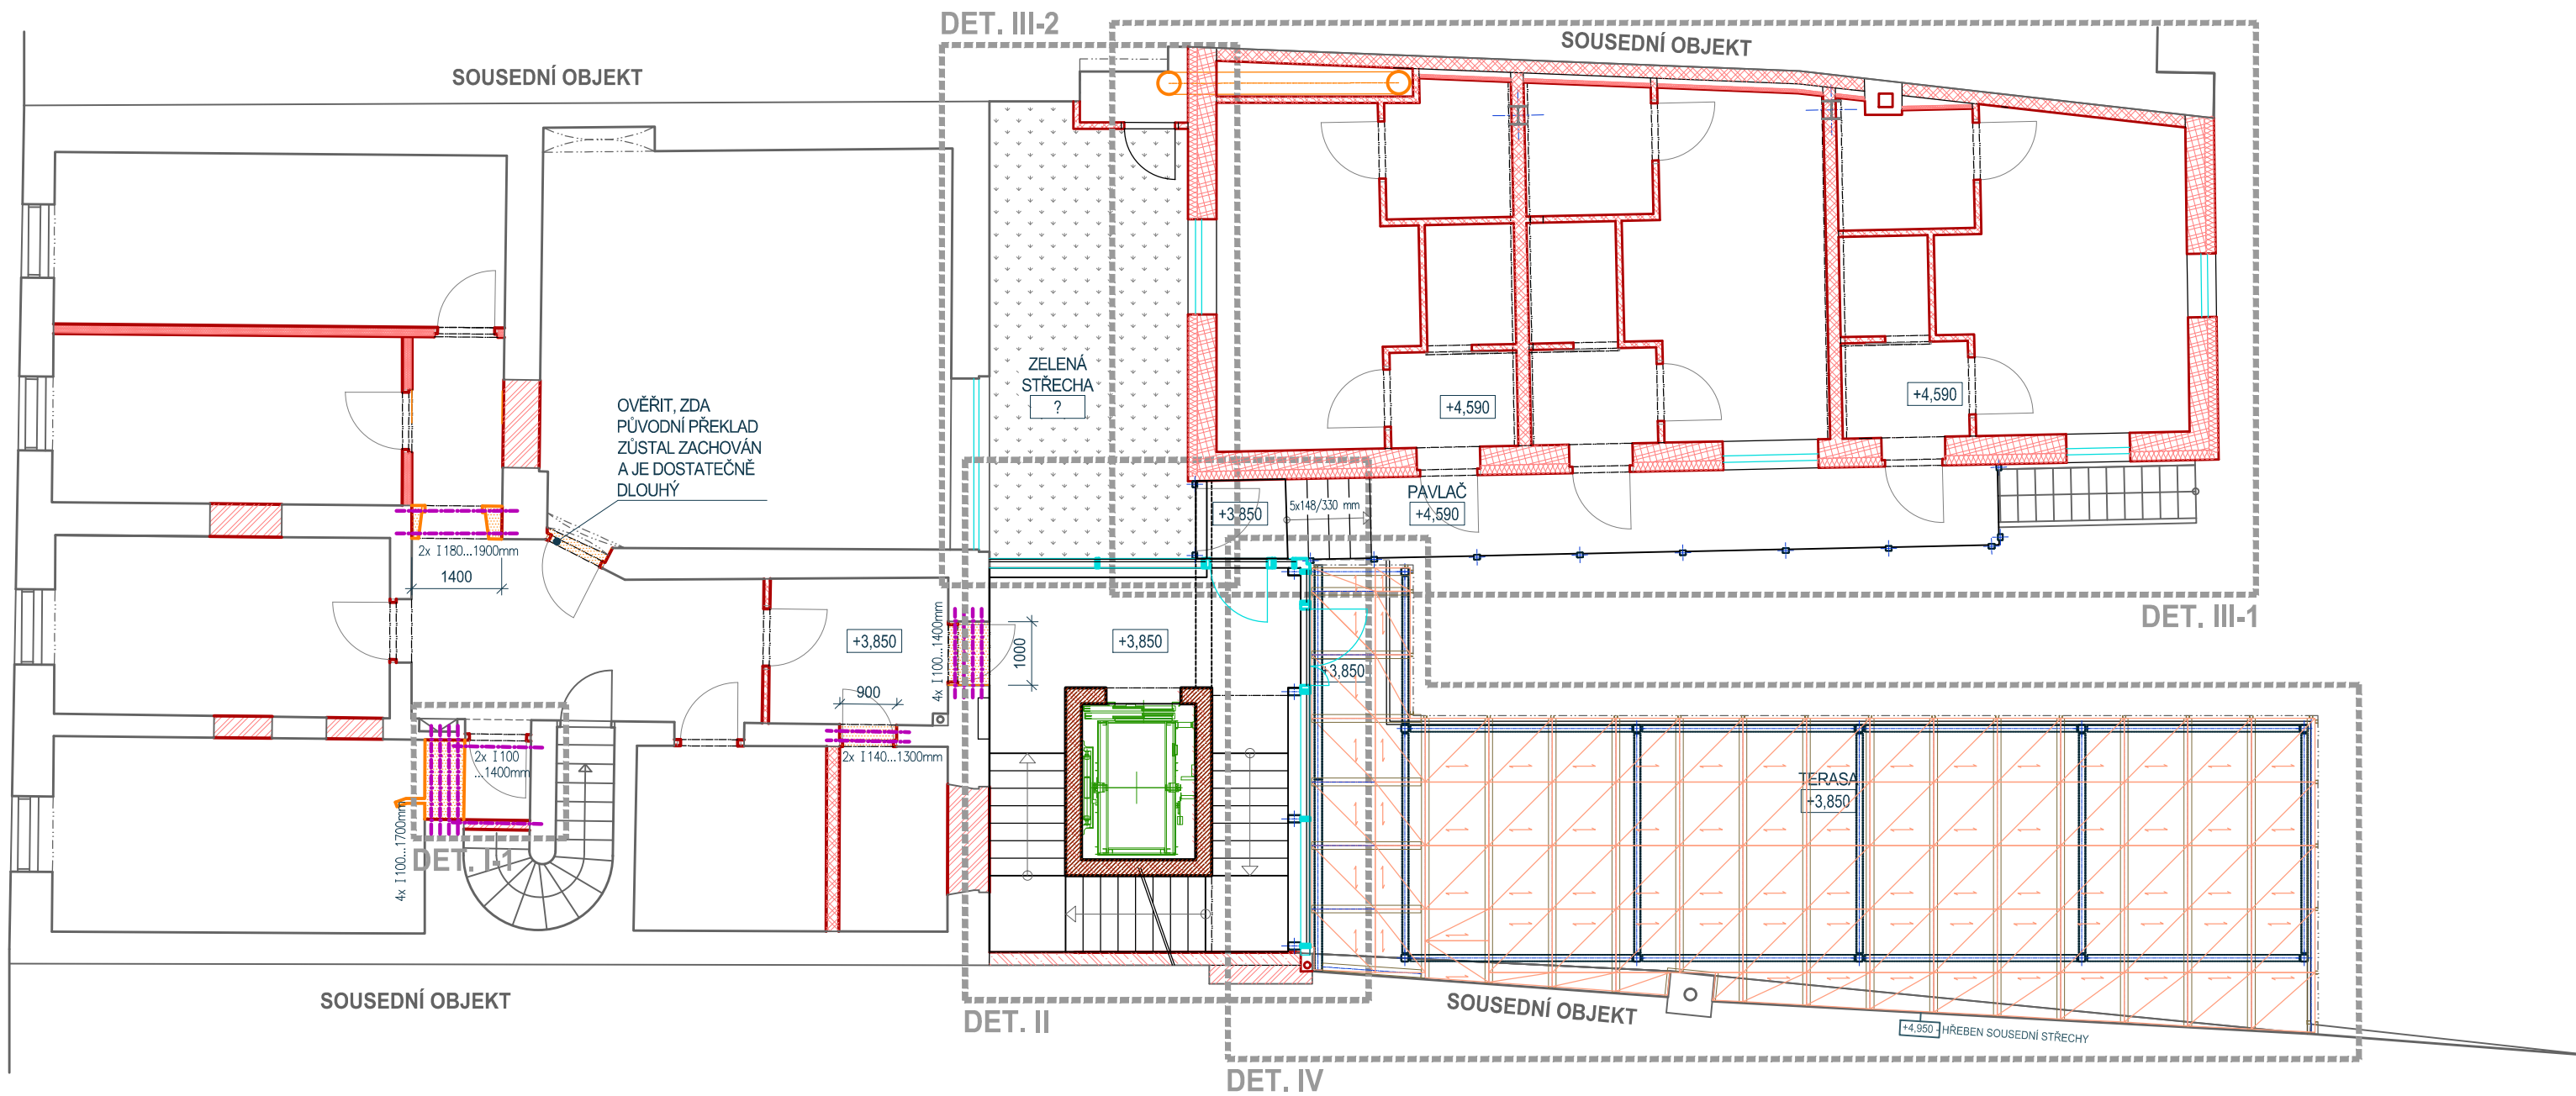 DET. III-2
SOUSEDNÍ OBJEKT
SOUSEDNÍ OBJEKT
ZELENÁ
STŘECHA
?
+4,590
+4,590
OVĚŘIT, ZDA
PŮVODNÍ PŘEKLAD
ZŮSTAL ZACHOVÁN
A JE DOSTATEČNĚ
DLOUHÝ
PAVLAČ
+4,590
+3,850
5x148/330 mm
2x I180...1900mm
1400
DET. III-1
+3,850
4x I100...1400mm
1000
+3,850
+3,850
900
2x I140...1300mm
2x I100
...1400mm
4x I100...1700mm
DET. I-1
TERASA
+3,850
SOUSEDNÍ OBJEKT
DET. II
SOUSEDNÍ OBJEKT
+4,950 - HŘEBEN SOUSEDNÍ STŘECHY
DET. IV